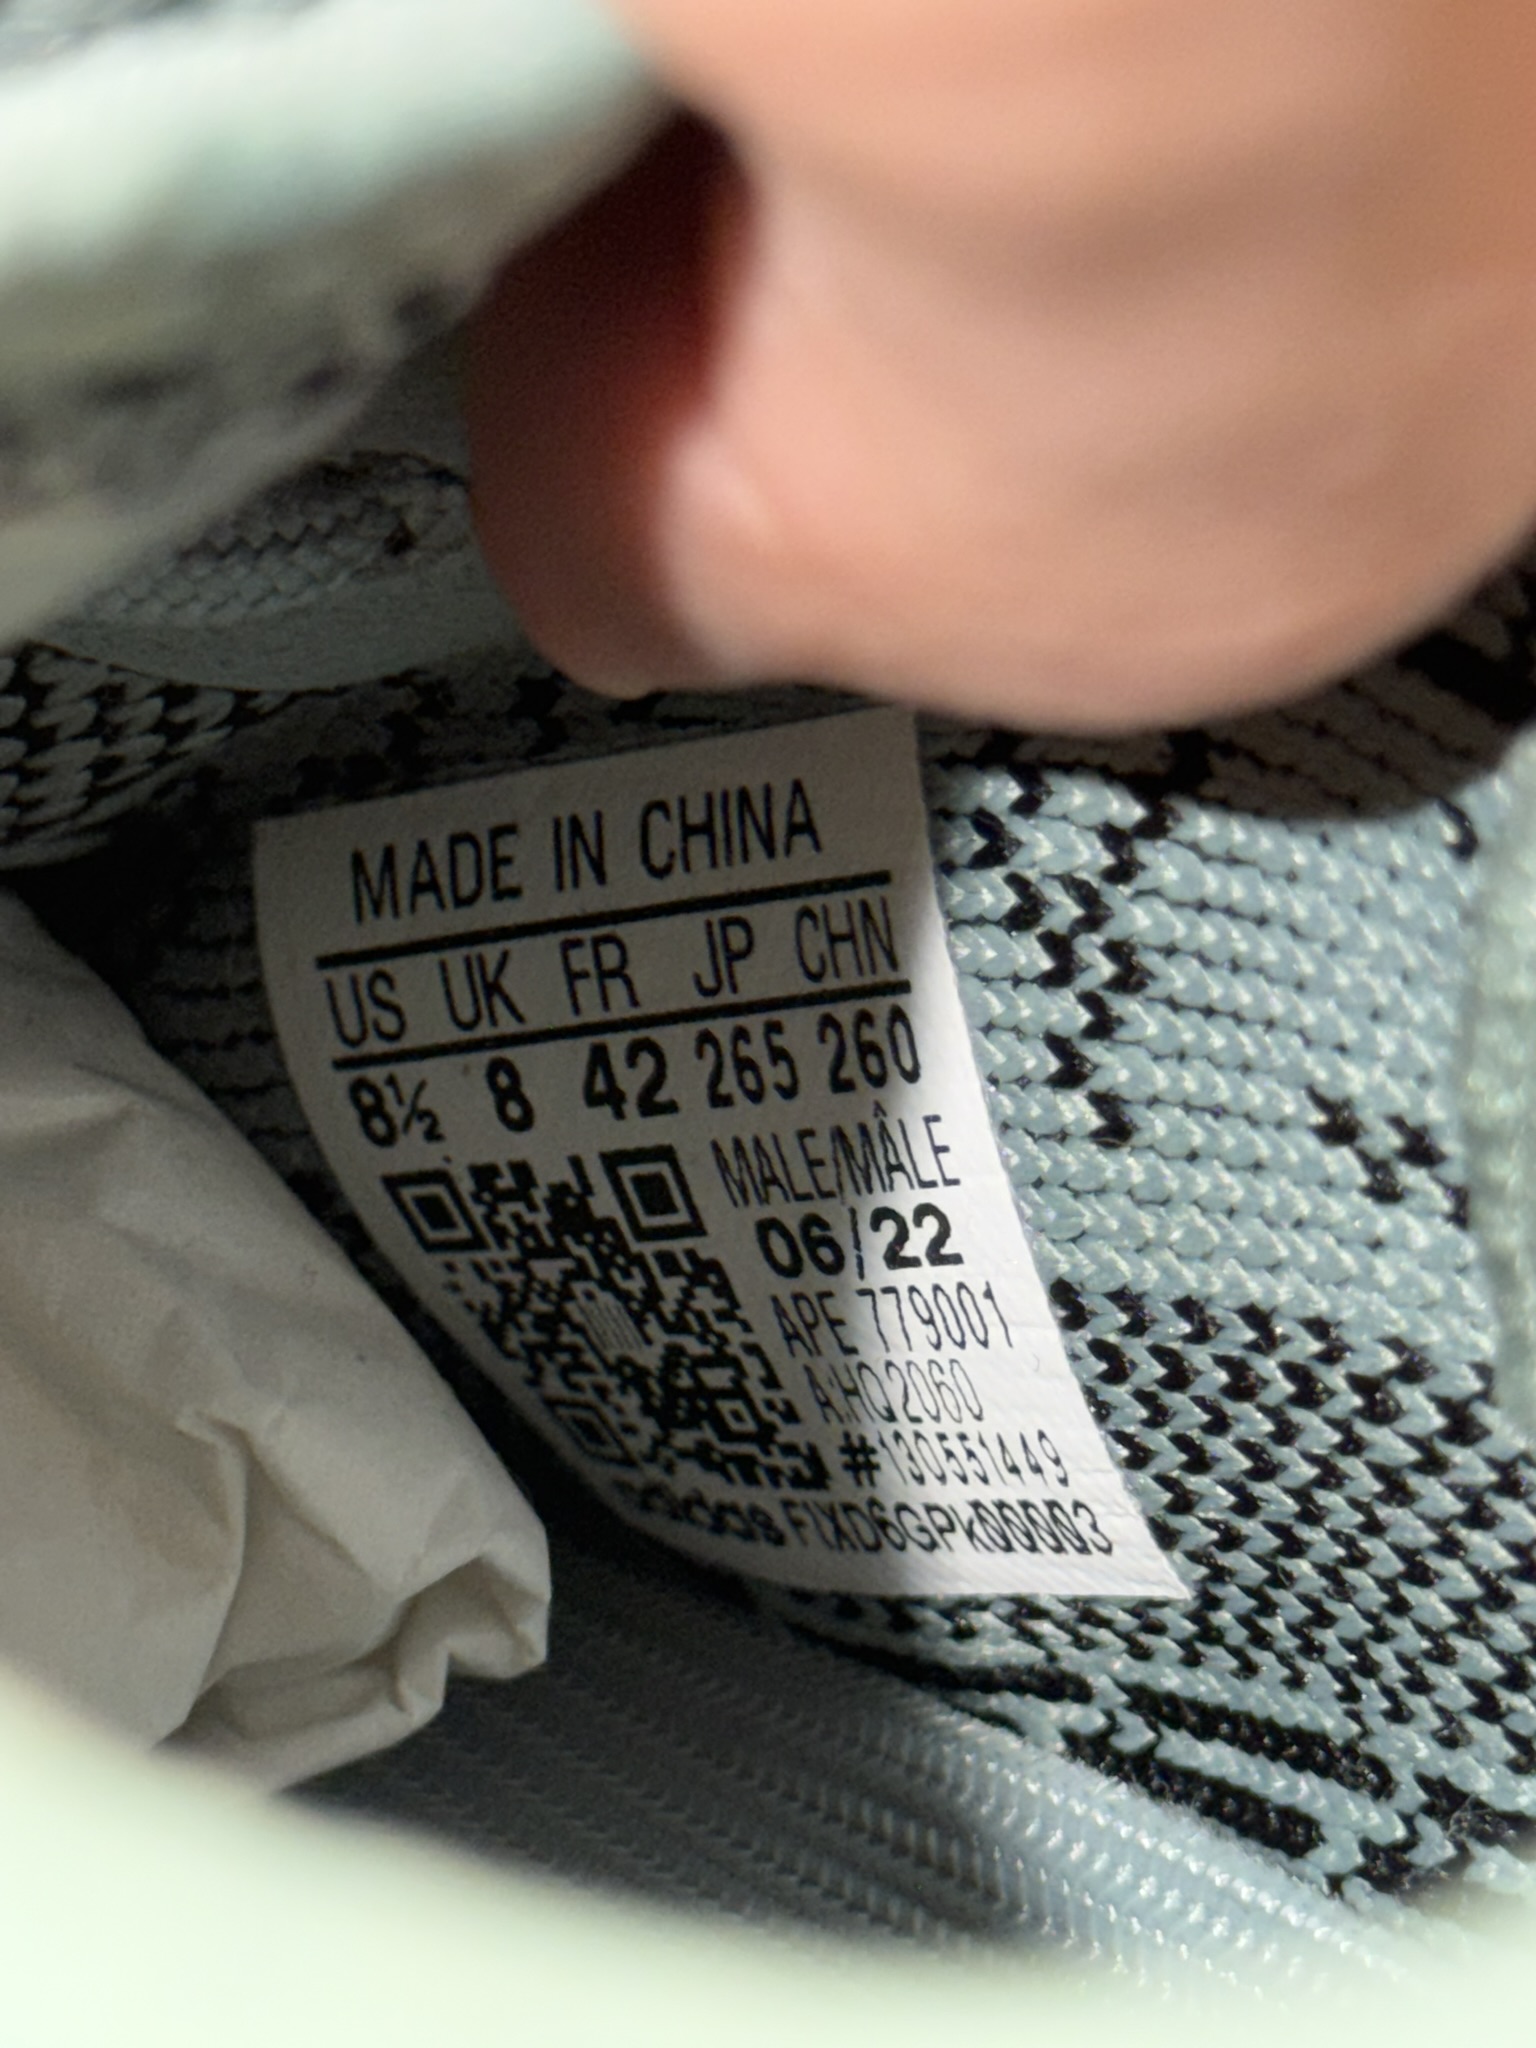 MADE IN CHINA
US UK FR JP CHN
8½ 8 42 265 260
MALE/MÂLE
06/22
APE 779001
A:HQ2060
#130551449
adidas